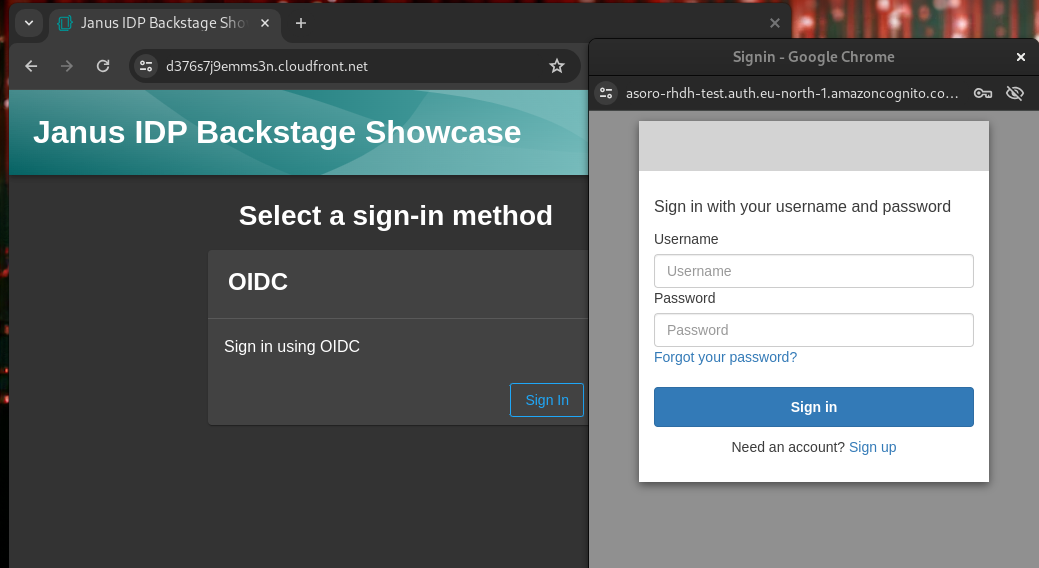 Janus IDP Backstage Sho
d376s7j9emms3n.cloudfront.net
Janus IDP Backstage Showcase
Select a sign-in method
OIDC
Sign in using OIDC
Sign In
Signin - Google Chrome
asoro-rhdh-test.auth.eu-north-1.amazoncognito.co...
Sign in with your username and password
Username
Username
Password
Password
Forgot your password?
Sign in
Need an account? Sign up